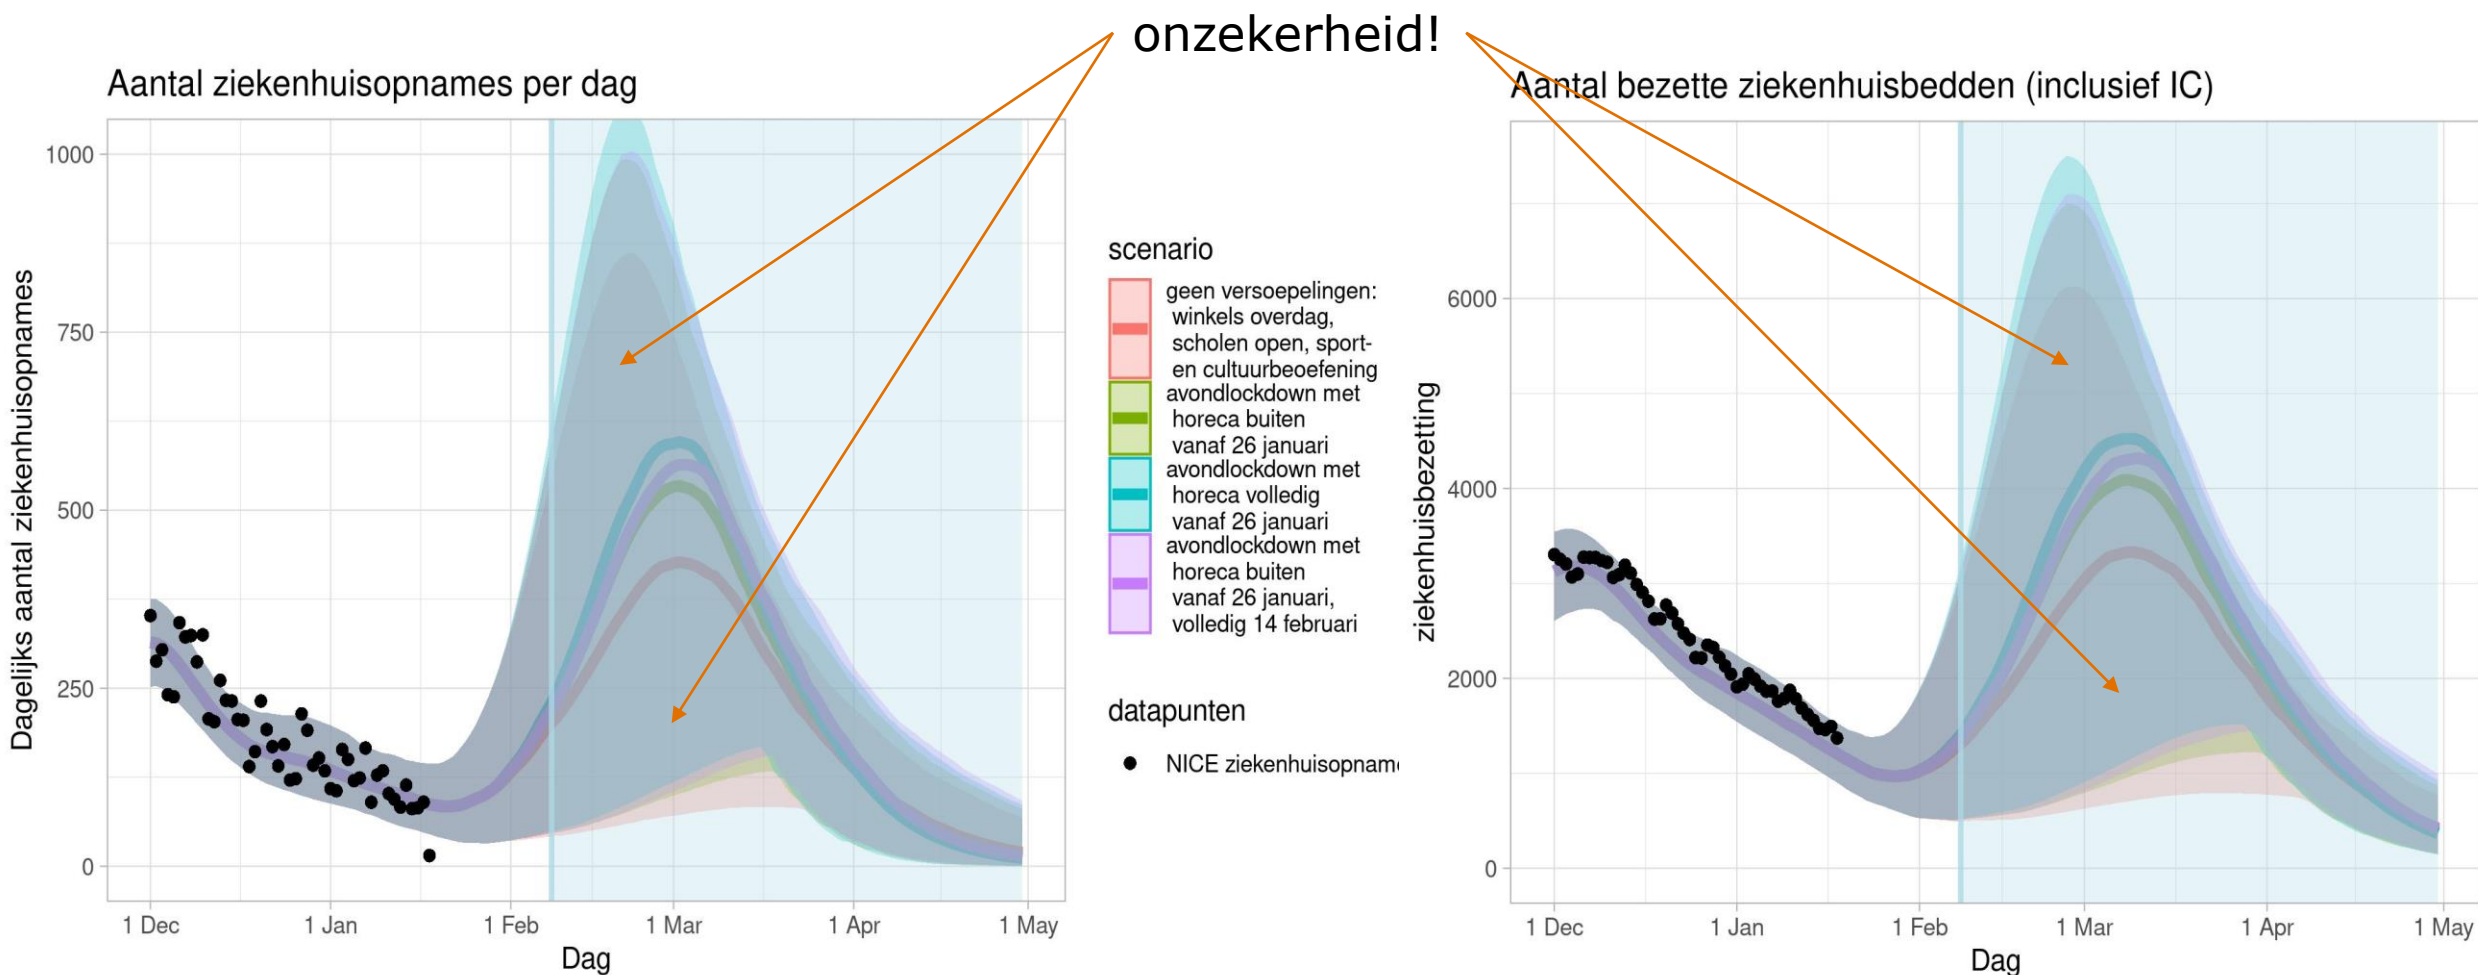 onzekerheid!
Aantal ziekenhuisopnames per dag
Dagelijks aantal ziekenhuisopnames
1000
750
500
250
0
1 Dec
1 Jan
1 Feb
1 Mar
1 Apr
1 May
Dag
scenario
geen versoepelingen:
winkels overdag,
scholen open, sport-
en cultuurbeoefening
avondlockdown met
horeca buiten
vanaf 26 januari
avondlockdown met
horeca volledig
vanaf 26 januari
avondlockdown met
horeca buiten
vanaf 26 januari,
volledig 14 februari
datapunten
NICE
Aantal bezette ziekenhuisbedden (inclusief IC)
ziekenhuisbezetting
6000
4000
2000
0
1 Dec
1 Jan
1 Feb
1 Mar
1 Apr
1 May
Dag